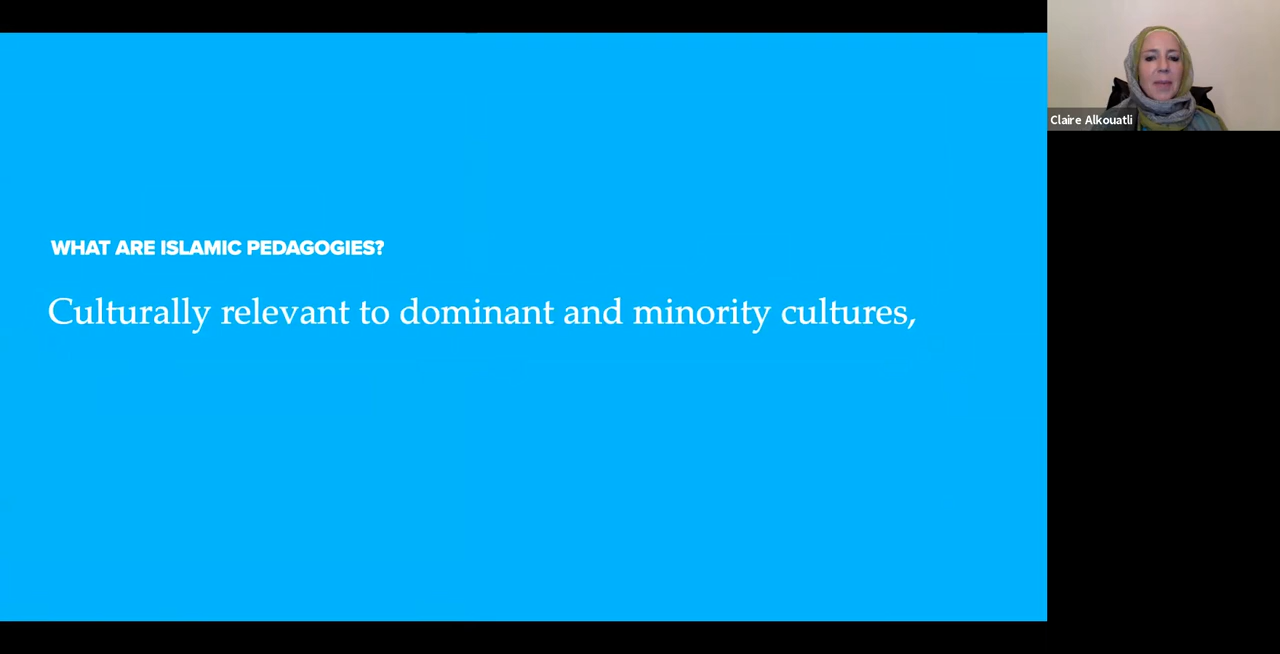 WHAT ARE ISLAMIC PEDAGOGIES?
Culturally relevant to dominant and minority cultures,
Claire Alkouatli